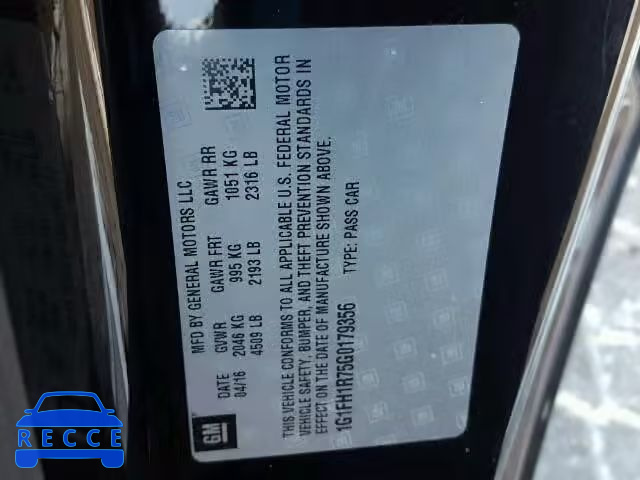 MFD BY GENERAL MOTORS LLC
DATE GVWR GAWR FRT GAWR RR
04/16 2046 KG 995 KG 1051 KG
4509 LB 2193 LB 2316 LB
THIS VEHICLE CONFORMS TO ALL APPLICABLE U.S. FEDERAL MOTOR
VEHICLE SAFETY, BUMPER, AND THEFT PREVENTION STANDARDS IN
EFFECT ON THE DATE OF MANUFACTURE SHOWN ABOVE.
1G1FH1R75G0179356 TYPE: PASS CAR
GM
RECCE